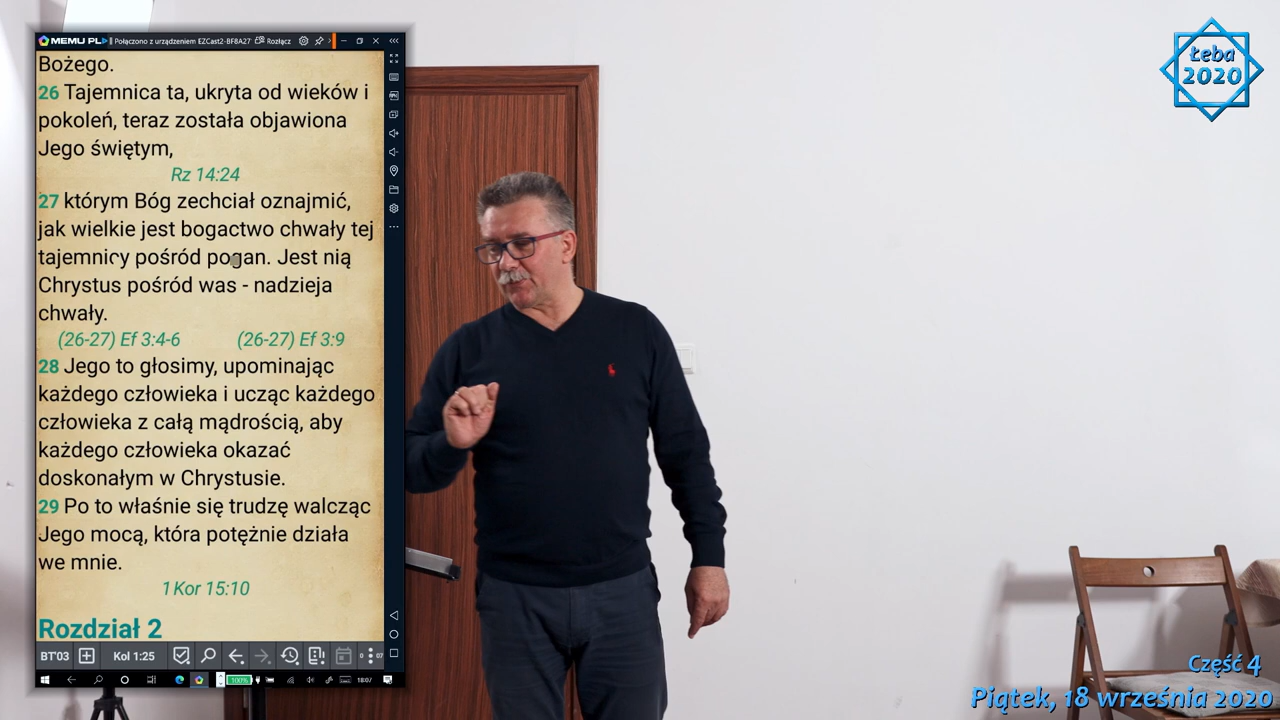 MEMU PL
Połączono z urządzeniem EZCast2-BF8A27
Rozłącz
Bożego.
26 Tajemnica ta, ukryta od wieków i
pokoleń, teraz została objawiona
Jego świętym,
Rz 14:24
27 którym Bóg zechciał oznajmić,
jak wielkie jest bogactwo chwały tej
tajemnicy pośród pogan. Jest nią
Chrystus pośród was - nadzieja
chwały.
(26-27) Ef 3:4-6 (26-27) Ef 3:9
28 Jego to głosimy, upominając
każdego człowieka i ucząc każdego
człowieka z całą mądrością, aby
każdego człowieka okazać
doskonałym w Chrystusie.
29 Po to właśnie się trudzę walcząc
Jego mocą, która potężnie działa
we mnie.
1 Kor 15:10
Rozdział 2
BT'03 Kol 1:25
100% 18:07
Łeba
2020
Część 4
Piątek, 18 września 2020